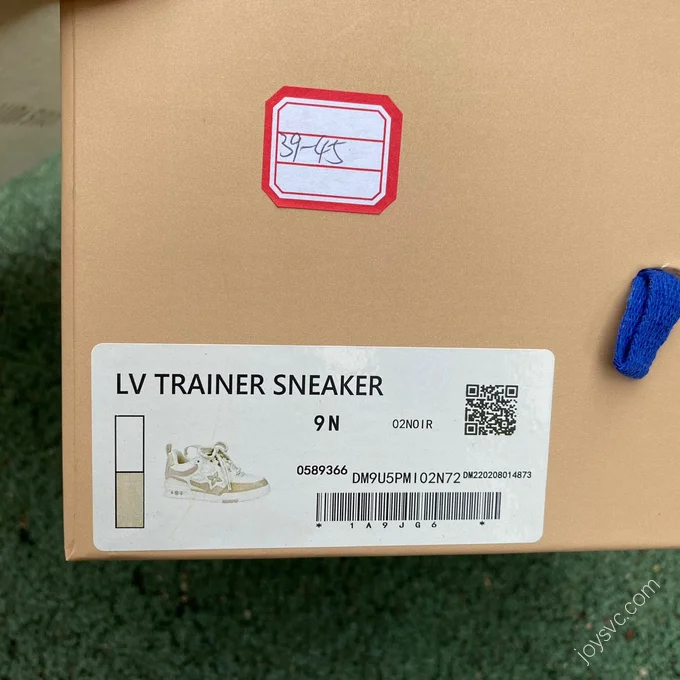 39-45
LV TRAINER SNEAKER
9N
02NOIR
0589366
DM9U5PMI02N72
DM220208014873
* 1A9JG6 *
joysvc.com